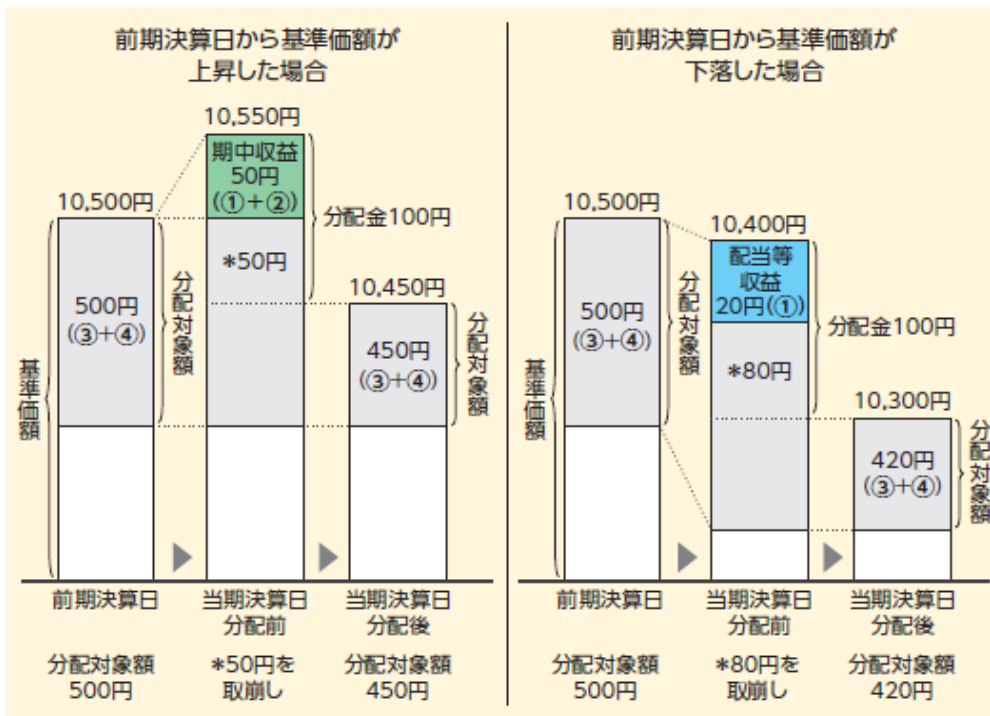 前期決算日から基準価額が
上昇した場合
10,550円
期中収益
50円
(①+②)
10,500円
分配金100円
*50円
10,450円
500円
(③+④)
分配対象額
450円
(③+④)
分配対象額
基準価額
前期決算日
当期決算日
分配前
当期決算日
分配後
分配対象額
500円
*50円を
取崩し
分配対象額
450円
前期決算日から基準価額が
下落した場合
10,500円
10,400円
配当等
収益
20円(①)
500円
(③+④)
分配対象額
分配金100円
*80円
10,300円
420円
(③+④)
分配対象額
基準価額
前期決算日
当期決算日
分配前
当期決算日
分配後
分配対象額
500円
*80円を
取崩し
分配対象額
420円